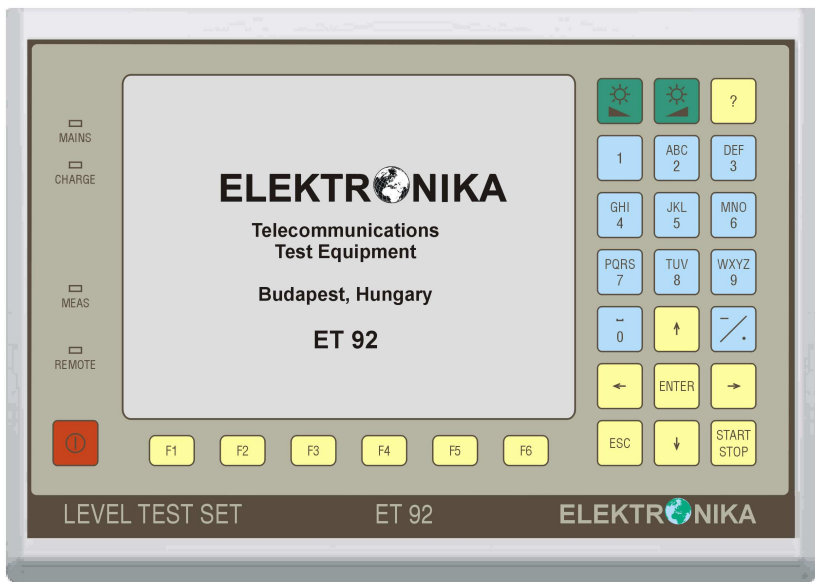 MAINS
CHARGE
MEAS
REMOTE
ELEKTRONIKA
Telecommunications
Test Equipment
Budapest, Hungary
ET 92
?
1
ABC
2
DEF
3
GHI
4
JKL
5
MNO
6
PQRS
7
TUV
8
WXYZ
9
0
− / .
ENTER
ESC
START
STOP
F1 F2 F3 F4 F5 F6
LEVEL TEST SET ET 92 ELEKTRONIKA